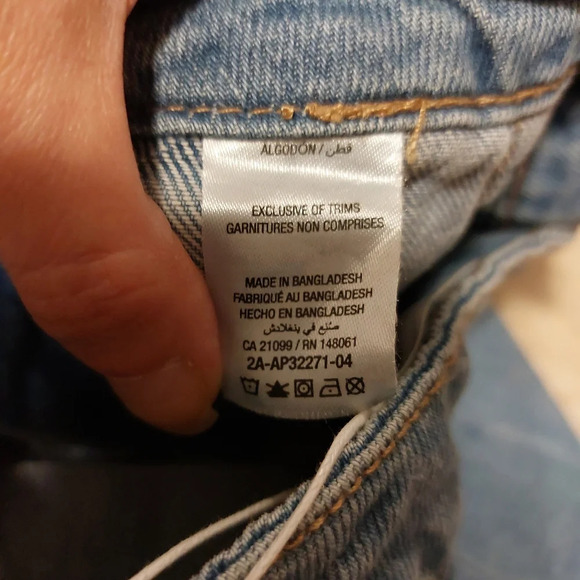 ALGODÓN / قطن
EXCLUSIVE OF TRIMS
GARNITURES NON COMPRISES
MADE IN BANGLADESH
FABRIQUÉ AU BANGLADESH
HECHO EN BANGLADESH
صُنع في بنغلادش
CA 21099 / RN 148061
2A-AP32271-04